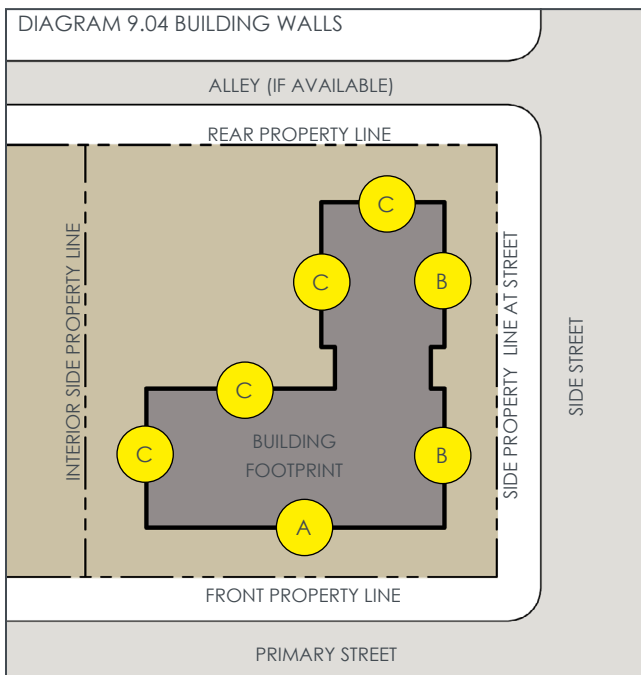 DIAGRAM 9.04 BUILDING WALLS
ALLEY (IF AVAILABLE)
REAR PROPERTY LINE
C
C
B
INTERIOR SIDE PROPERTY LINE
SIDE PROPERTY LINE AT STREET
SIDE STREET
C
C
BUILDING
FOOTPRINT
B
A
FRONT PROPERTY LINE
PRIMARY STREET